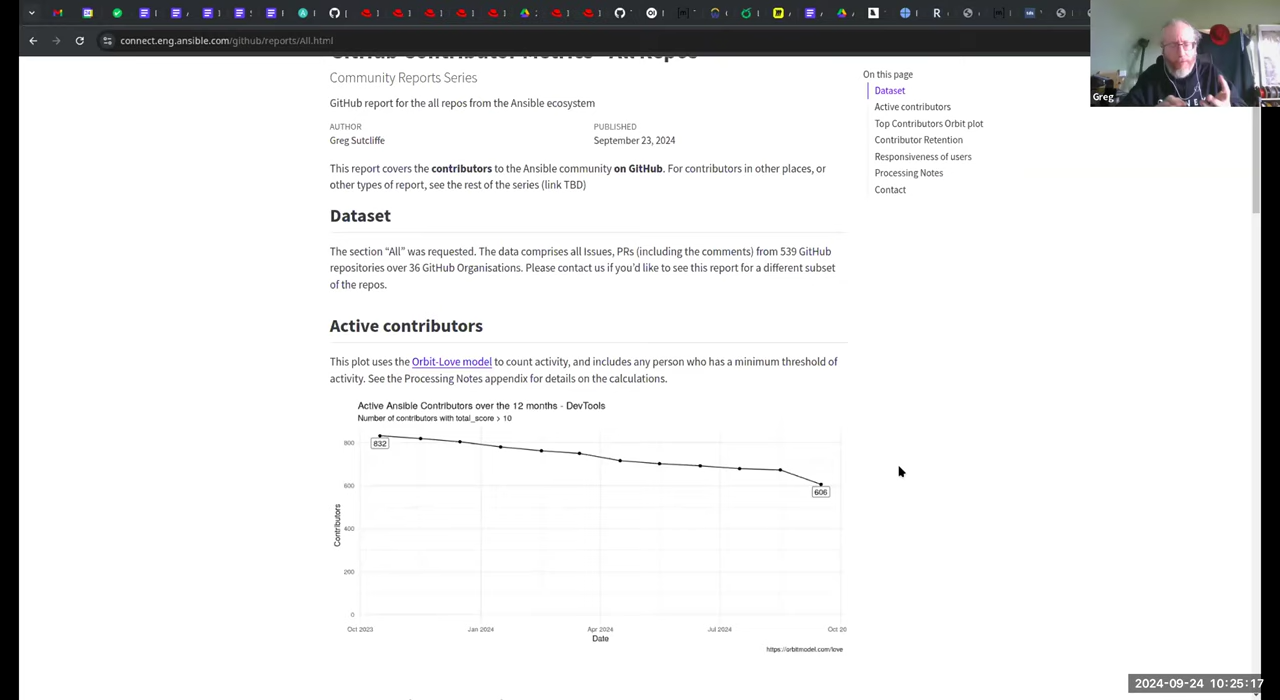 connect.eng.ansible.com/github/reports/All.html
GitHub Contributor Metrics - All Repos
Community Reports Series
GitHub report for the all repos from the Ansible ecosystem
AUTHOR
Greg Sutcliffe
PUBLISHED
September 23, 2024
This report covers the contributors to the Ansible community on GitHub. For contributors in other places, or
other types of report, see the rest of the series (link TBD)
Dataset
The section “All” was requested. The data comprises all Issues, PRs (including the comments) from 539 GitHub
repositories over 36 GitHub Organisations. Please contact us if you’d like to see this report for a different subset
of the repos.
Active contributors
This plot uses the Orbit-Love model to count activity, and includes any person who has a minimum threshold of
activity. See the Processing Notes appendix for details on the calculations.
Active Ansible Contributors over the 12 months - DevTools
Number of contributors with total_score > 10
800
600
400
200
0
Contributors
832
606
Oct 2023
Jan 2024
Apr 2024
Jul 2024
Oct 20
Date
https://orbitmodel.com/love
On this page
Dataset
Active contributors
Top Contributors Orbit plot
Contributor Retention
Responsiveness of users
Processing Notes
Contact
Greg
2024-09-24 10:25:17